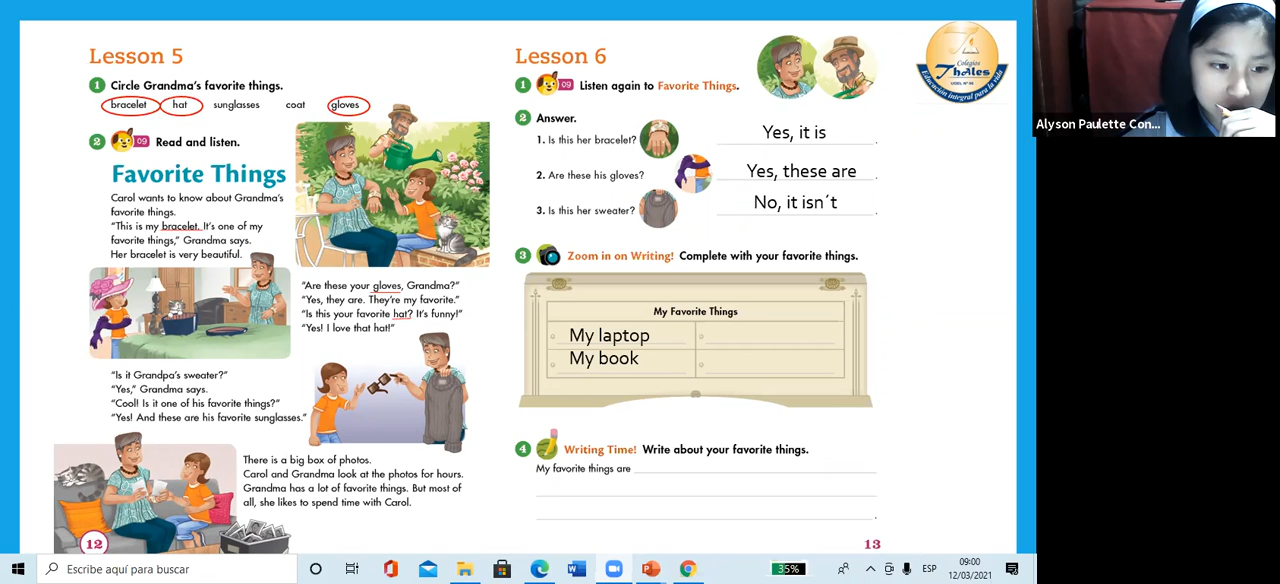 Lesson 5
1 Circle Grandma's favorite things.
bracelet hat sunglasses coat gloves
2 09 Read and listen.
Favorite Things
Carol wants to know about Grandma's
favorite things.
"This is my bracelet. It's one of my
favorite things," Grandma says.
Her bracelet is very beautiful.
"Are these your gloves, Grandma?"
"Yes, they are. They're my favorite."
"Is this your favorite hat? It's funny!"
"Yes! I love that hat!"
"Is it Grandpa's sweater?"
"Yes," Grandma says.
"Cool! Is it one of his favorite things?"
"Yes! And these are his favorite sunglasses."
There is a big box of photos.
Carol and Grandma look at the photos for hours.
Grandma has a lot of favorite things. But most of
all, she likes to spend time with Carol.
12
Lesson 6
1 09 Listen again to Favorite Things.
2 Answer.
1. Is this her bracelet? Yes, it is .
2. Are these his gloves? Yes, these are .
3. Is this her sweater? No, it isn´t .
3 Zoom in on Writing! Complete with your favorite things.
My Favorite Things
My laptop
My book
4 Writing Time! Write about your favorite things.
My favorite things are
.
13
Colegios
Thales
Educación integral para la vida
Alyson Paulette Con...
Escribe aquí para buscar
35%
ESP
09:00
12/03/2021